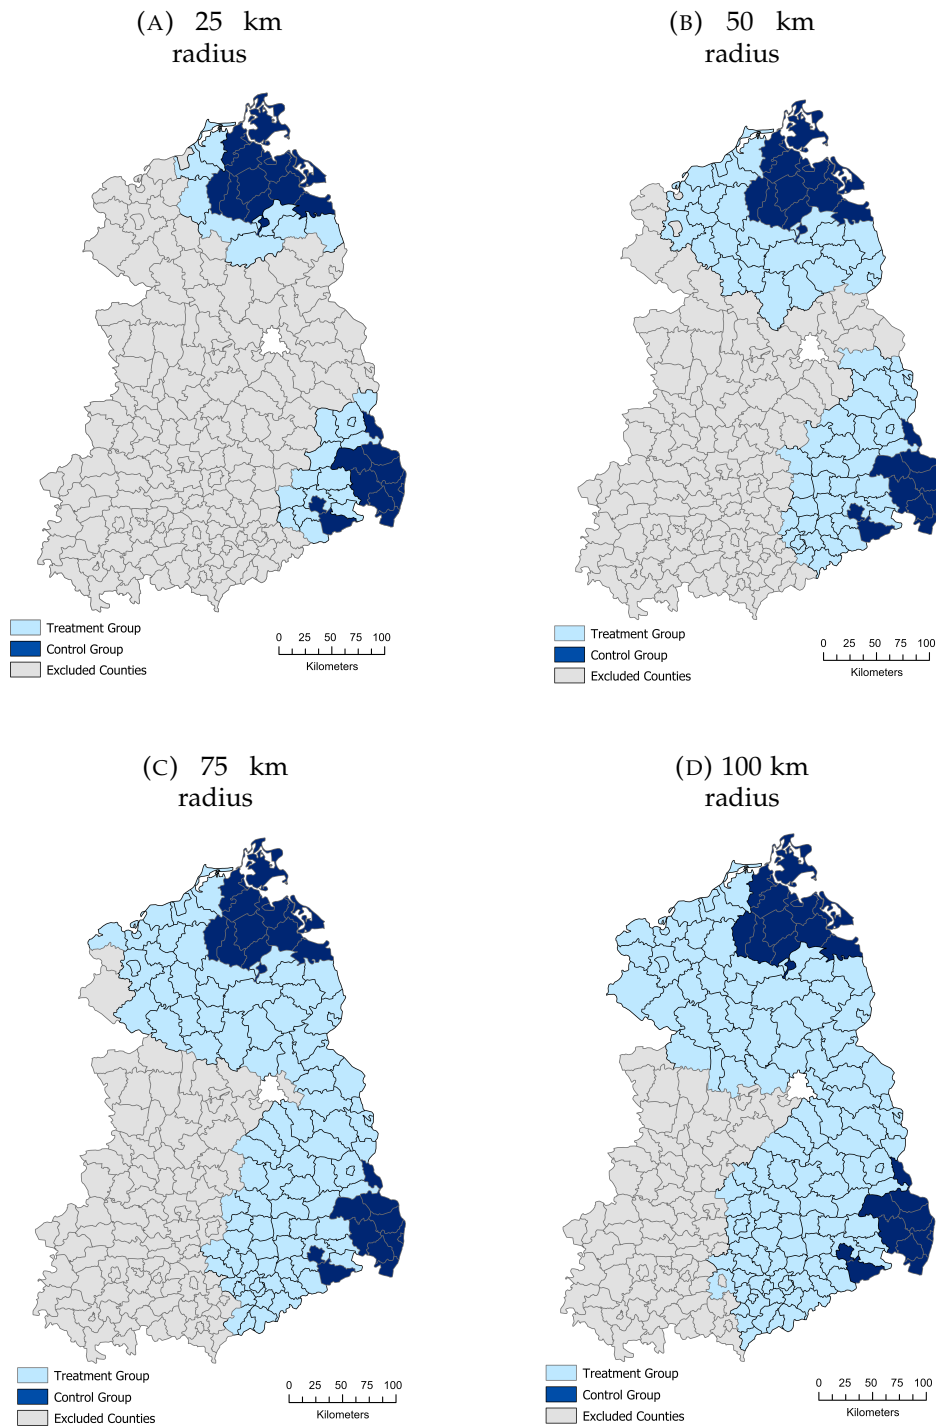 (A) 25 km
radius
(B) 50 km
radius
Treatment Group
Control Group
Excluded Counties
0 25 50 75 100
Kilometers
Treatment Group
Control Group
Excluded Counties
0 25 50 75 100
Kilometers
(C) 75 km
radius
(D) 100 km
radius
Treatment Group
Control Group
Excluded Counties
0 25 50 75 100
Kilometers
Treatment Group
Control Group
Excluded Counties
0 25 50 75 100
Kilometers